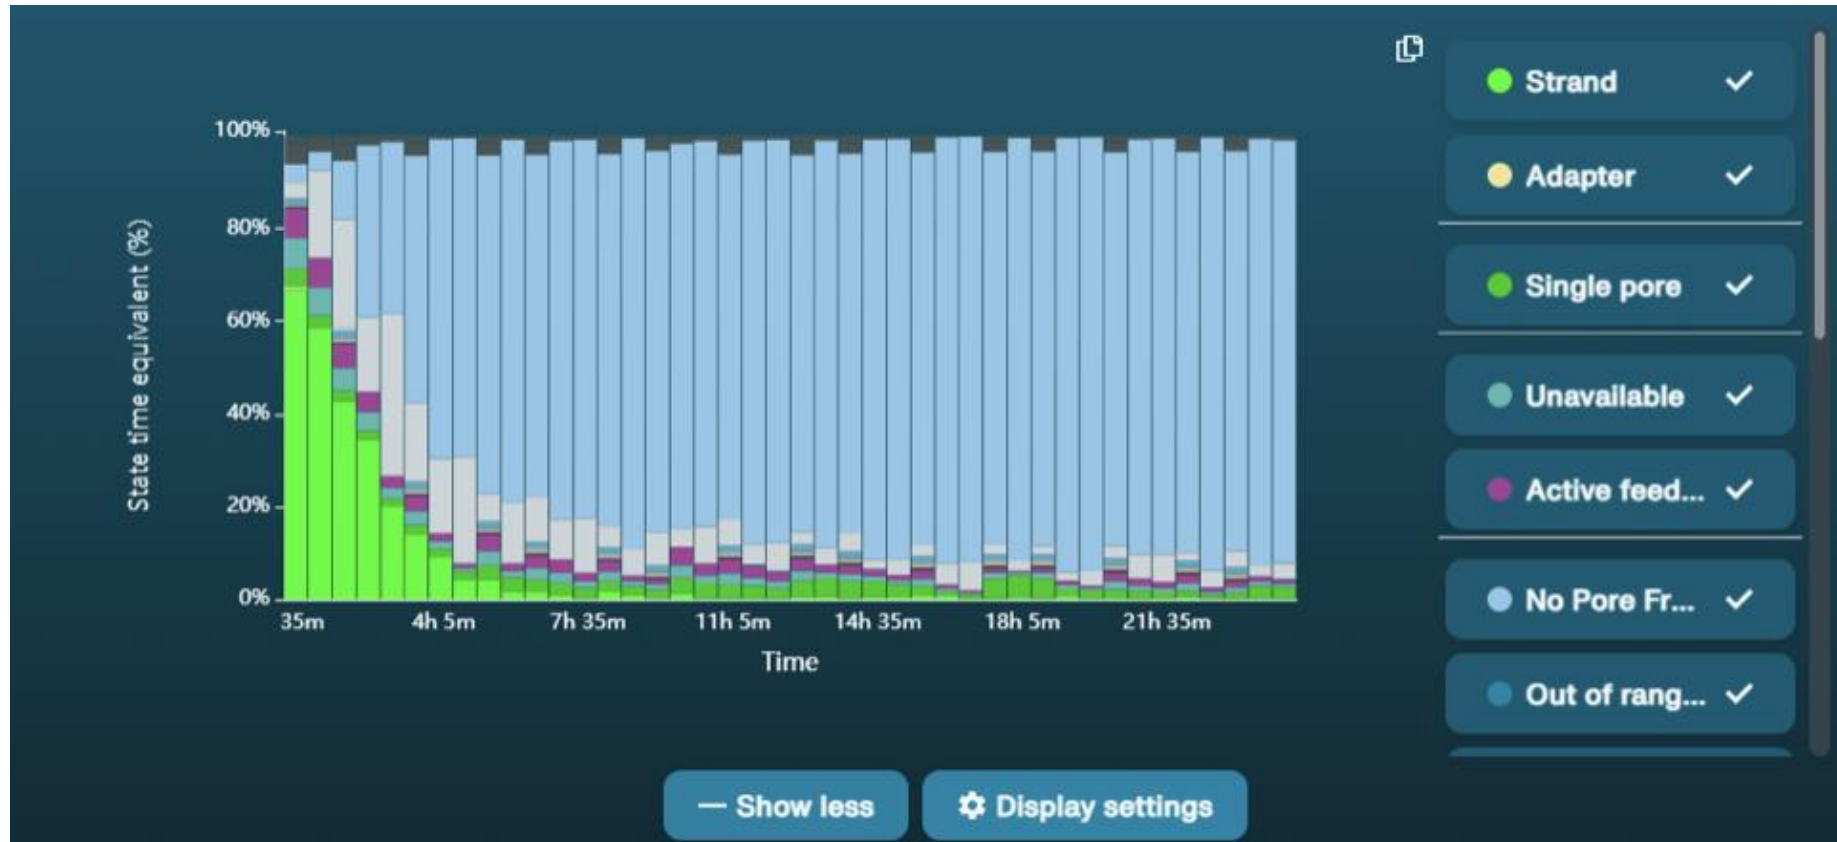 Strand
Adapter
Single pore
Unavailable
Active feed...
No Pore Fr...
Out of rang...
100%
80%
60%
40%
20%
0%
State time equivalent (%)
35m 4h 5m 7h 35m 11h 5m 14h 35m 18h 5m 21h 35m
Time
Show less
Display settings